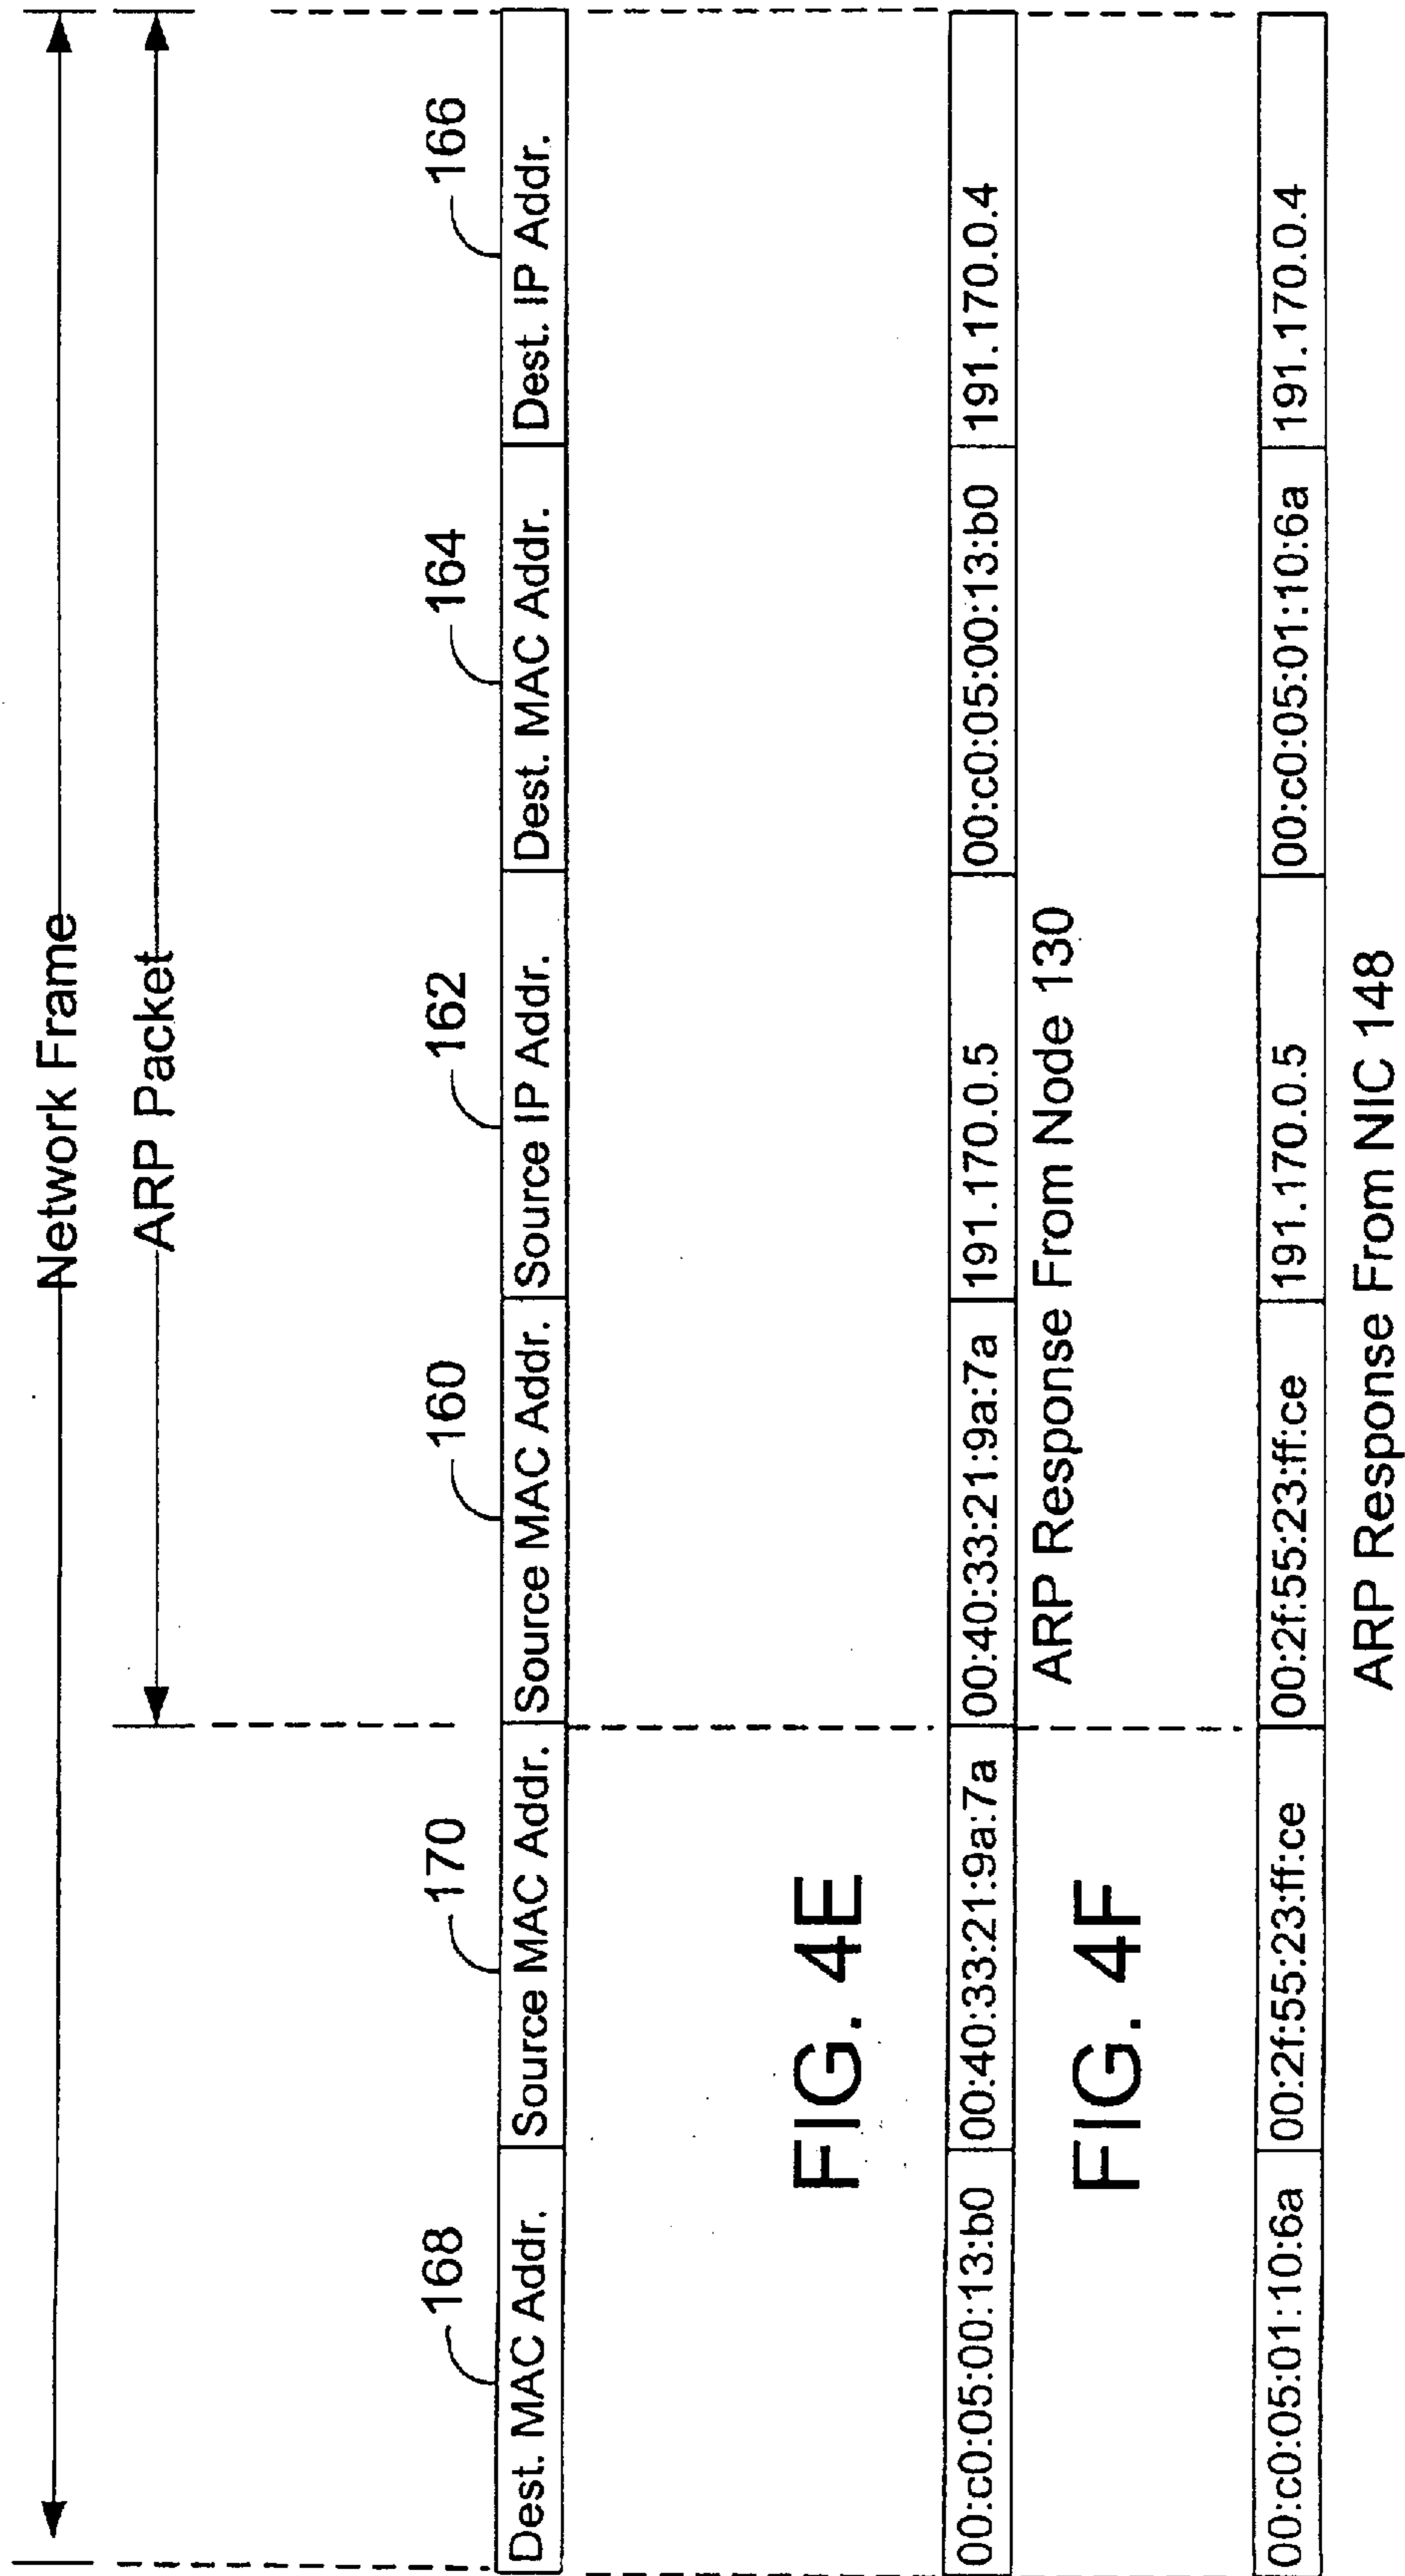 Network Frame
ARP Packet
168 170 160 162 164 166
Dest. MAC Addr. Source MAC Addr. Source MAC Addr. Source IP Addr. Dest. MAC Addr. Dest. IP Addr.
FIG. 4E
00:c0:05:00:13:b0 00:40:33:21:9a:7a 00:40:33:21:9a:7a 191.170.0.5 00:c0:05:00:13:b0 191.170.0.4
ARP Response From Node 130
FIG. 4F
00:c0:05:01:10:6a 00:2f:55:23:ff:ce 00:2f:55:23:ff:ce 191.170.0.5 00:c0:05:01:10:6a 191.170.0.4
ARP Response From NIC 148